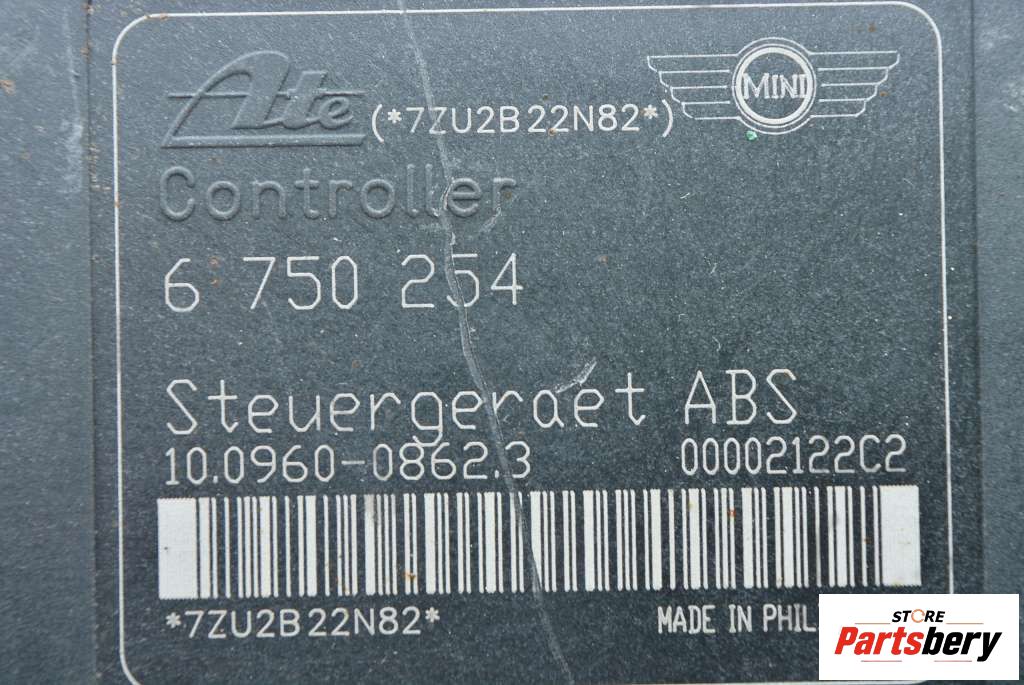 Ate (*7ZU2B22N82*) MINI
Controller
6 750 254
Steuergeraet ABS
10.0960-0862.3 00002122C2
*7ZU2B22N82* MADE IN PHIL
STORE
Partsbery